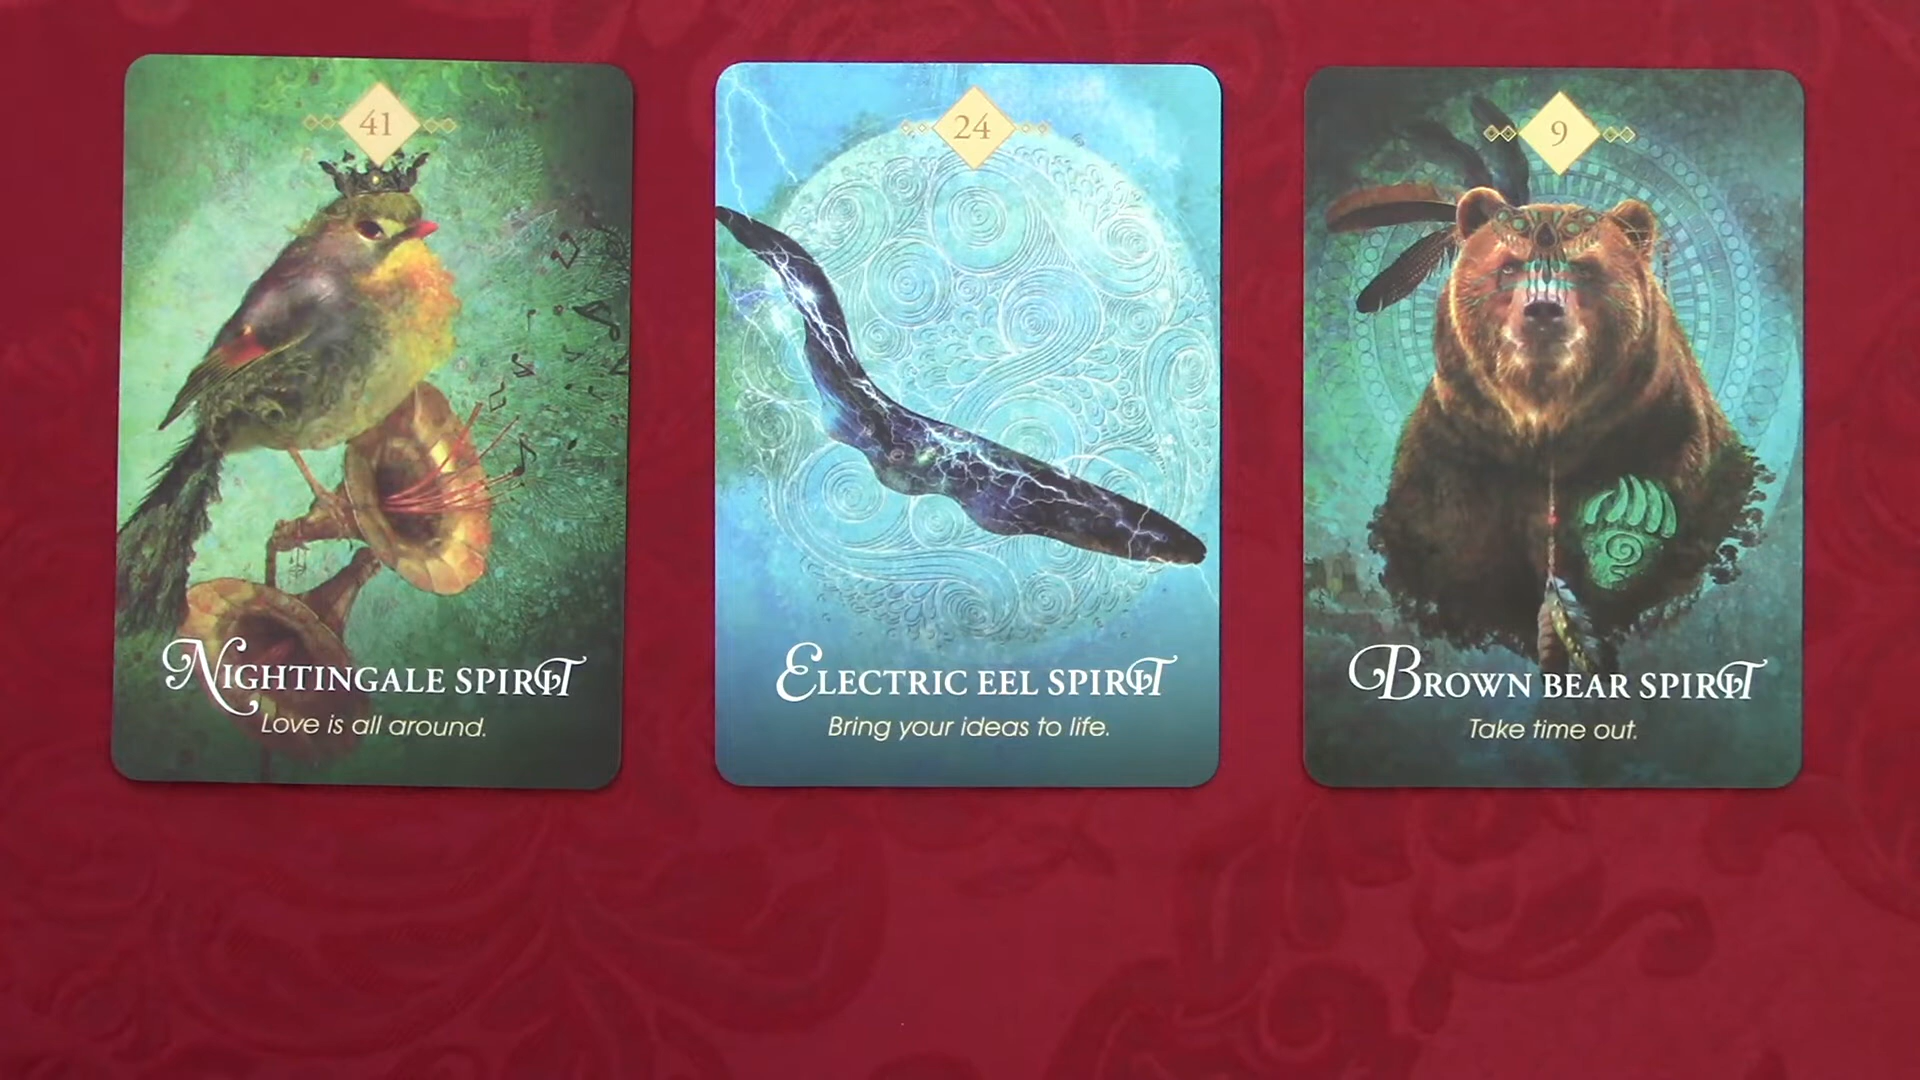 41
NIGHTINGALE SPIRIT
Love is all around.
24
ELECTRIC EEL SPIRIT
Bring your ideas to life.
9
BROWN BEAR SPIRIT
Take time out.